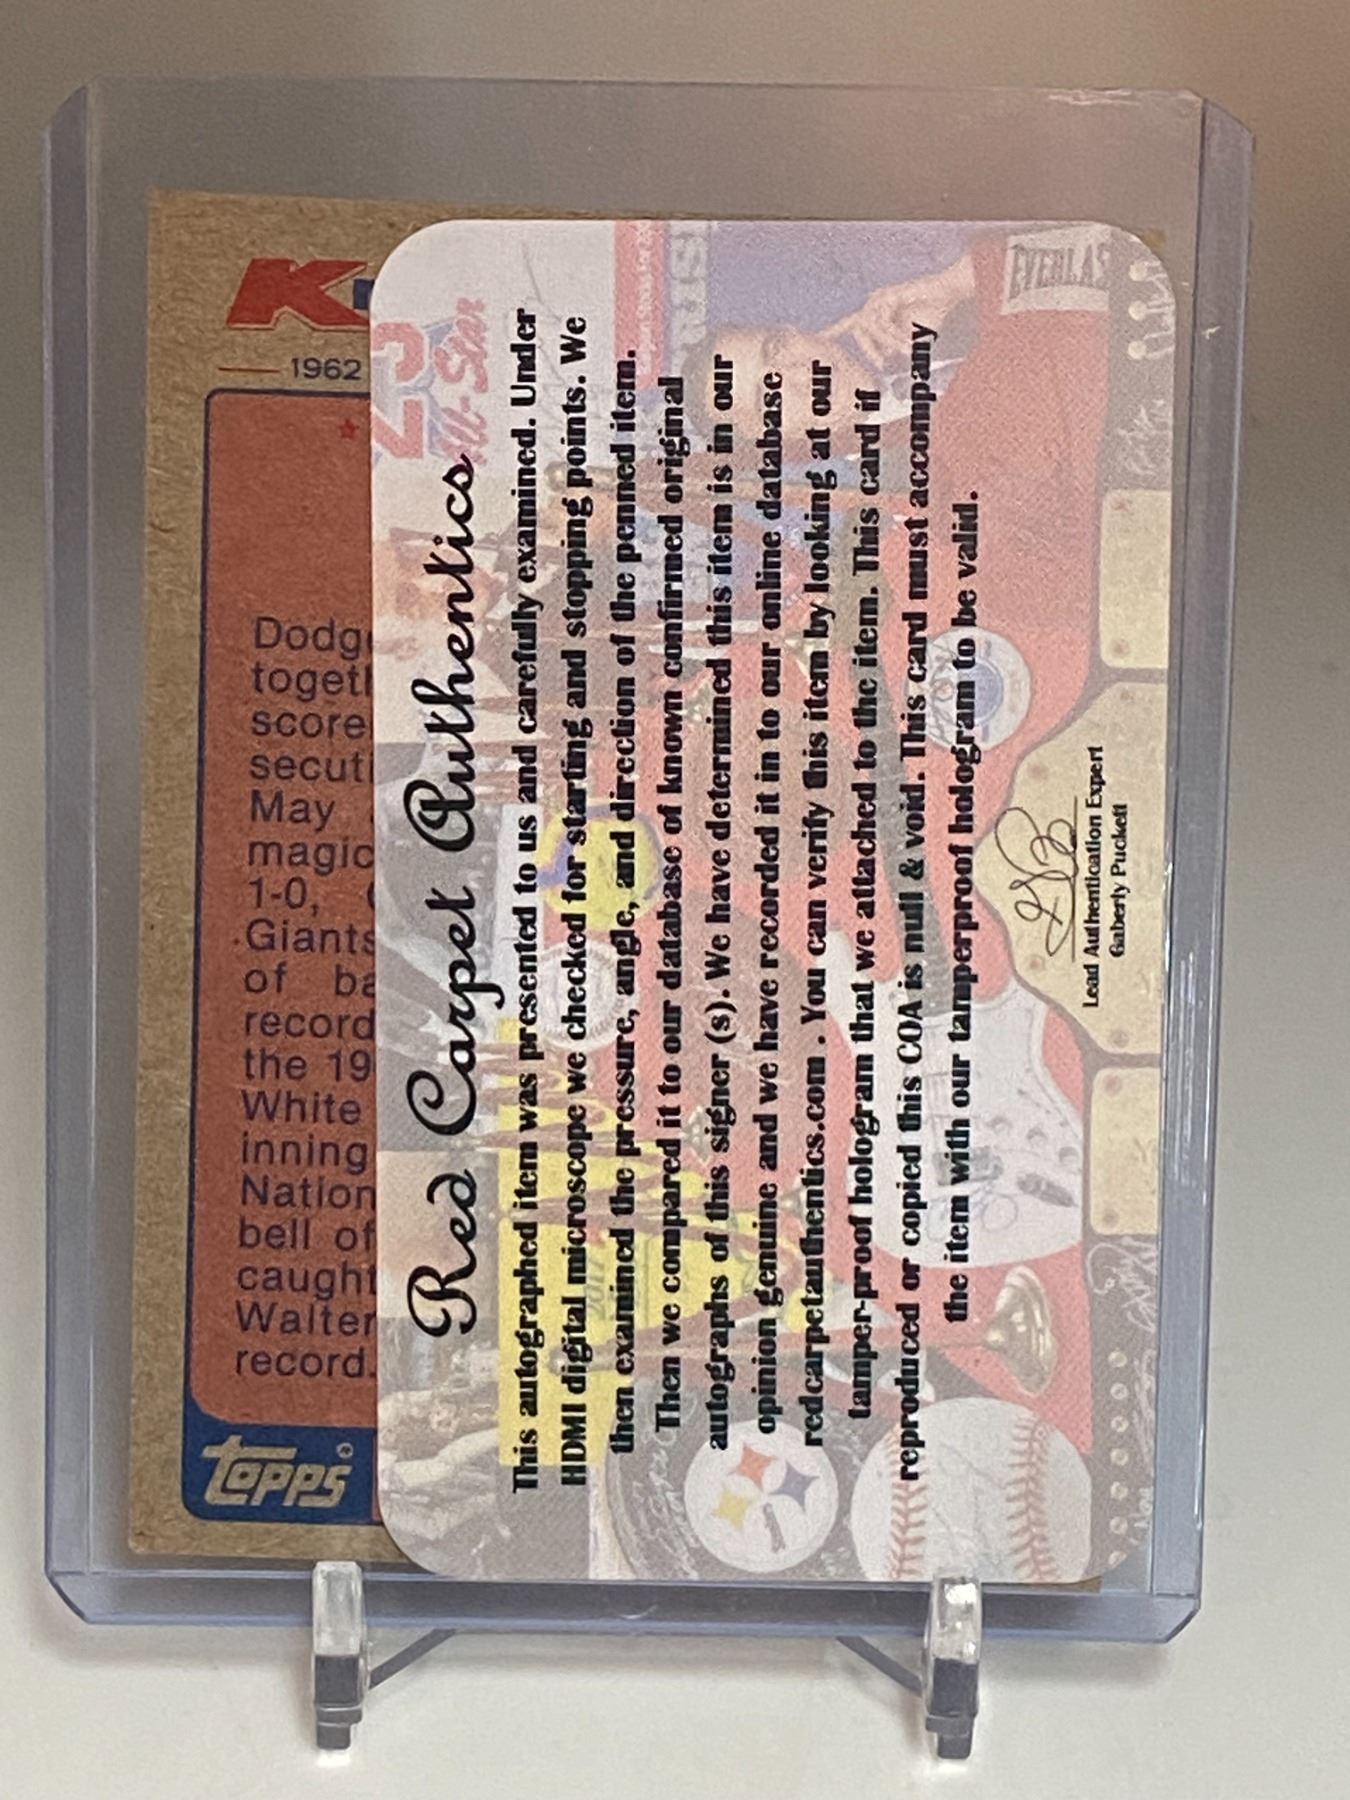 K
1962
Dodg
togeth
score
secuti
May
magic
1-0,
Giants
of ba
record
the 19
White
inning
Nation
bell of
caught
Walter
record.
TOPPS
Red Carpet Authentics
This autographed item was presented to us and carefully examined. Under
HDMI digital microscope we checked for starting and stopping points. We
then examined the pressure, angle, and direction of the penned item.
Then we compared it to our database of known confirmed original
autographs of this signer (s). We have determined this item is in our
opinion genuine and we have recorded it in to our online database
redcarpetauthentics.com . You can verify this item by looking at our
tamper-proof hologram that we attached to the item. This card if
reproduced or copied this COA is null & void. This card must accompany
the item with our tamperproof hologram to be valid.
Lead Authentication Expert
Gaberly Puckett
All-Star
EVERLAS